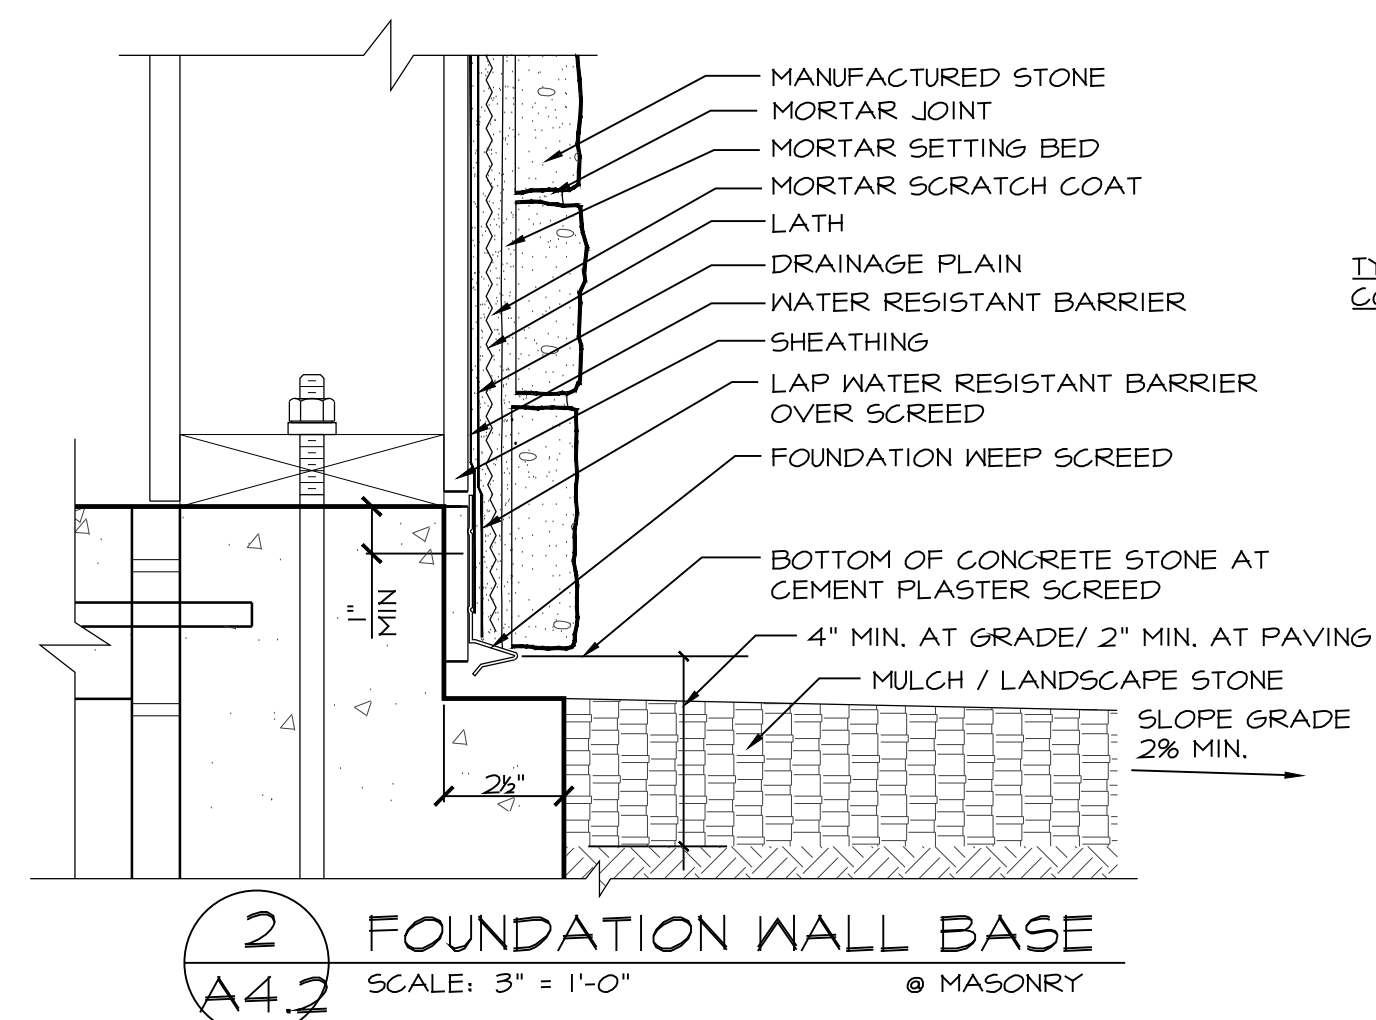 MANUFACTURED STONE
MORTAR JOINT
MORTAR SETTING BED
MORTAR SCRATCH COAT
LATH
DRAINAGE PLAIN
WATER RESISTANT BARRIER
SHEATHING
LAP WATER RESISTANT BARRIER
OVER SCREED
FOUNDATION WEEP SCREED
BOTTOM OF CONCRETE STONE AT
CEMENT PLASTER SCREED
4" MIN. AT GRADE/ 2" MIN. AT PAVING
MULCH / LANDSCAPE STONE
SLOPE GRADE
2% MIN.
TY
CO
1"
MIN
2½"
2
A4.2
FOUNDATION WALL BASE
SCALE: 3" = 1'-0" @ MASONRY